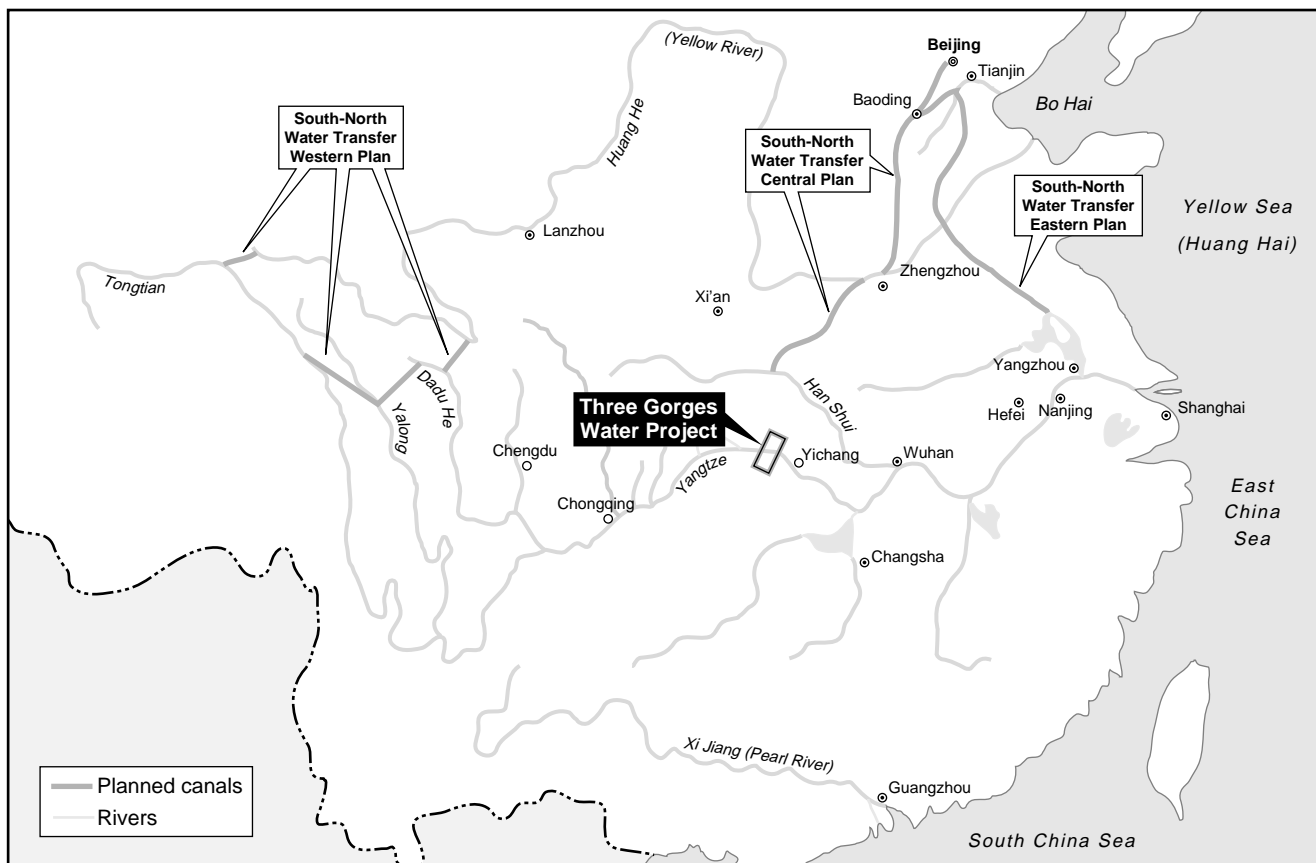 (Yellow River)
Beijing
Tianjin
Baoding
Bo Hai
South-North
Water Transfer
Western Plan
Huang He
South-North
Water Transfer
Central Plan
South-North
Water Transfer
Eastern Plan
Yellow Sea
(Huang Hai)
Lanzhou
Tongtian
Zhengzhou
Xi'an
Dadu He
Yalong
Han Shui
Yangzhou
Three Gorges
Water Project
Hefei
Nanjing
Shanghai
Chengdu
Yangtze
Yichang
Wuhan
Chongqing
East
China
Sea
Changsha
Xi Jiang (Pearl River)
Planned canals
Rivers
Guangzhou
South China Sea